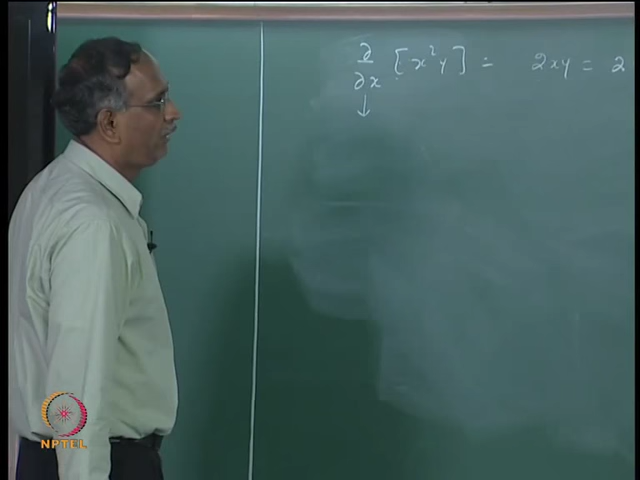 ∂/∂x [x²y] = 2xy = 2
↓
NPTEL